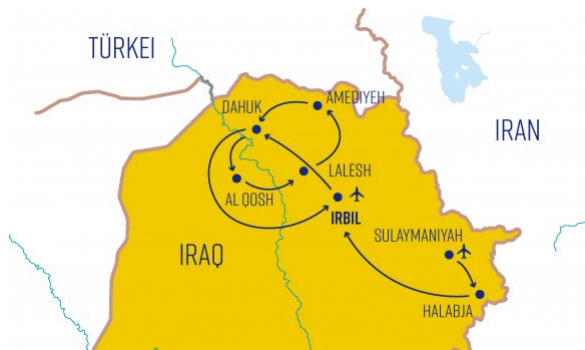 TÜRKEI
AMEDIYEH
DAHUK
IRAN
LALESH
AL QOSH
IRBIL
SULAYMANIYAH
IRAQ
HALABJA